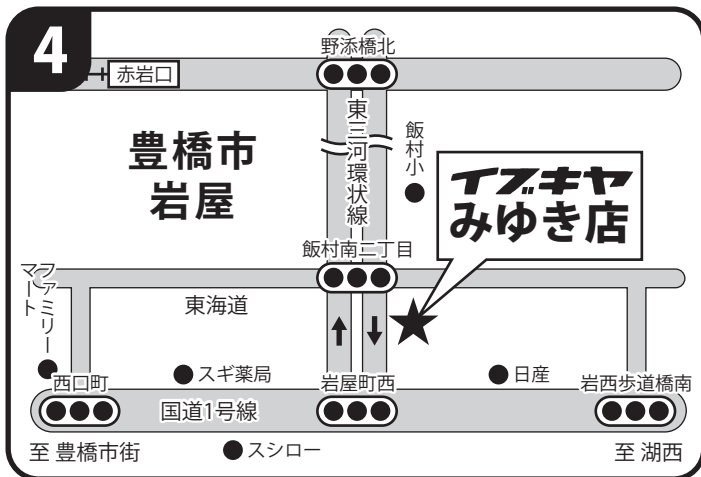 4
野添橋北
赤岩口
東三河環状線
飯村小
豊橋市
岩屋
イブキヤ
みゆき店
飯村南二丁目
ファミリー
マート
東海道
西口町
スギ薬局
岩屋町西
日産
岩西歩道橋南
国道1号線
至 豊橋市街
スシロー
至 湖西